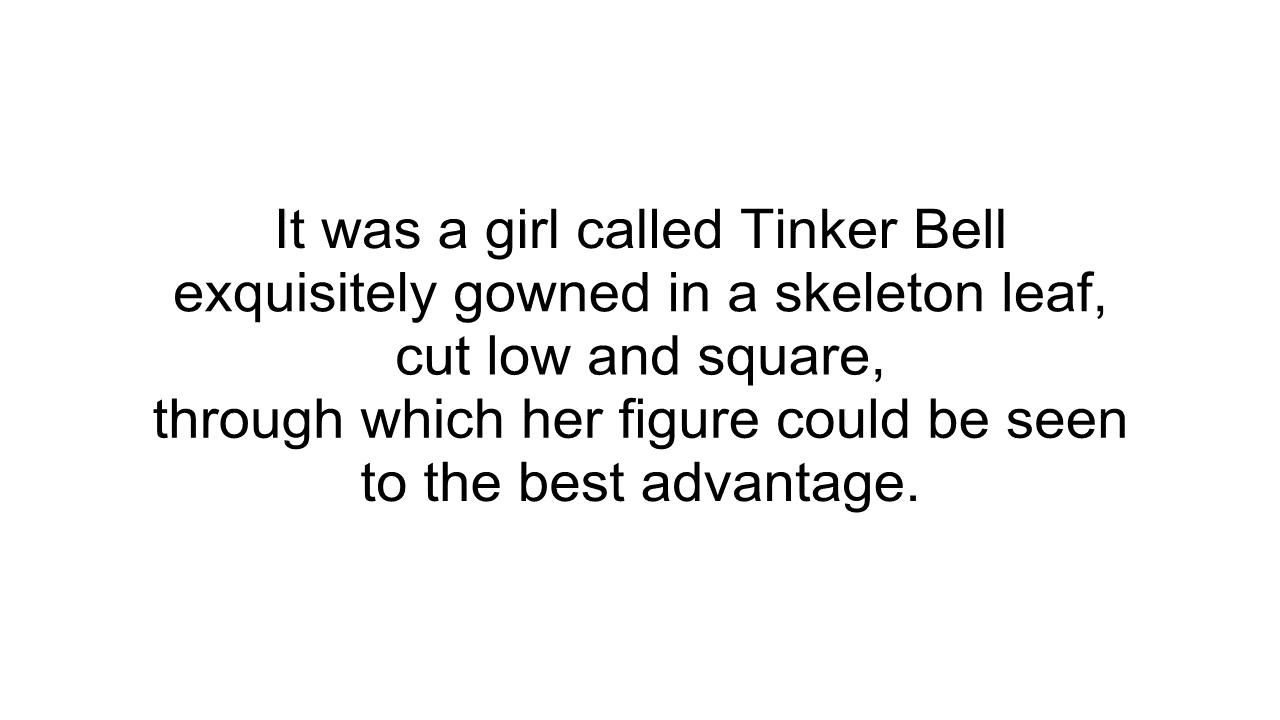 It was a girl called Tinker Bell
exquisitely gowned in a skeleton leaf,
cut low and square,
through which her figure could be seen
to the best advantage.